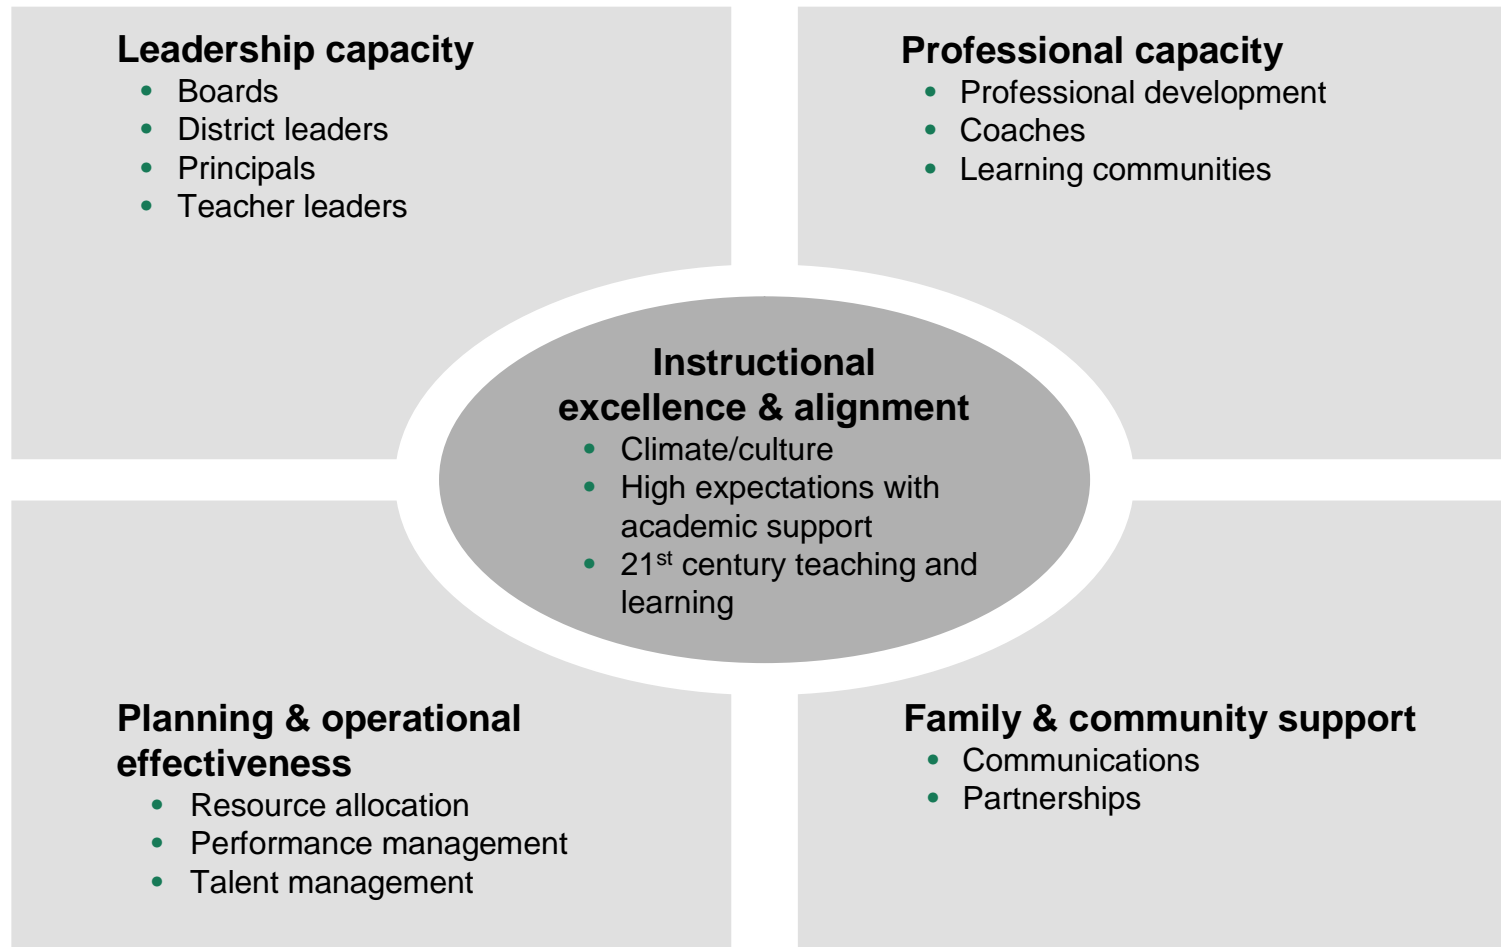 Leadership capacity
• Boards
• District leaders
• Principals
• Teacher leaders
Professional capacity
• Professional development
• Coaches
• Learning communities
Instructional
excellence & alignment
• Climate/culture
• High expectations with
academic support
• 21st century teaching and
learning
Planning & operational
effectiveness
• Resource allocation
• Performance management
• Talent management
Family & community support
• Communications
• Partnerships